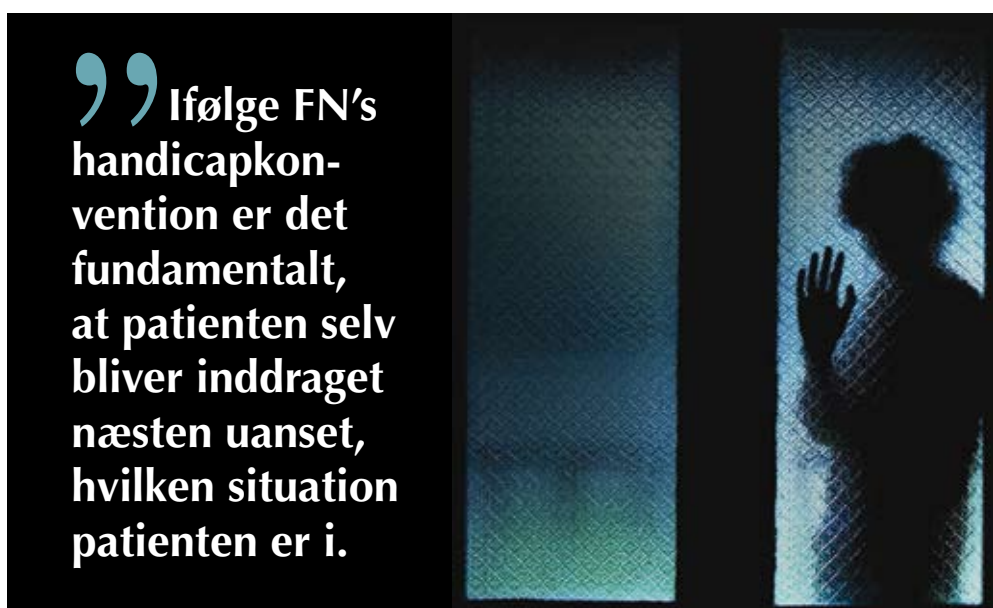 ”Ifølge FN’s
handicapkon-
vention er det
fundamentalt,
at patienten selv
bliver inddraget
næsten uanset,
hvilken situation
patienten er i.